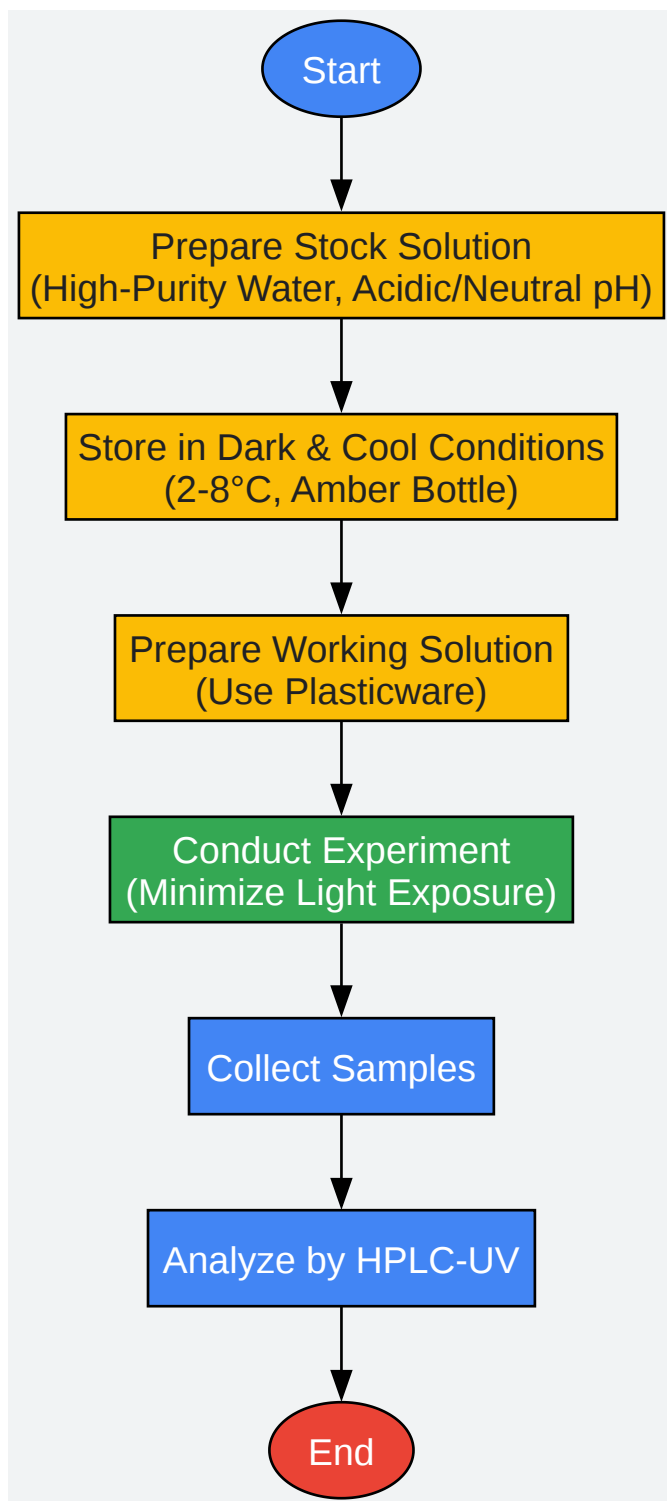 Start
Prepare Stock Solution
(High-Purity Water, Acidic/Neutral pH)
Store in Dark & Cool Conditions
(2-8°C, Amber Bottle)
Prepare Working Solution
(Use Plasticware)
Conduct Experiment
(Minimize Light Exposure)
Collect Samples
Analyze by HPLC-UV
End